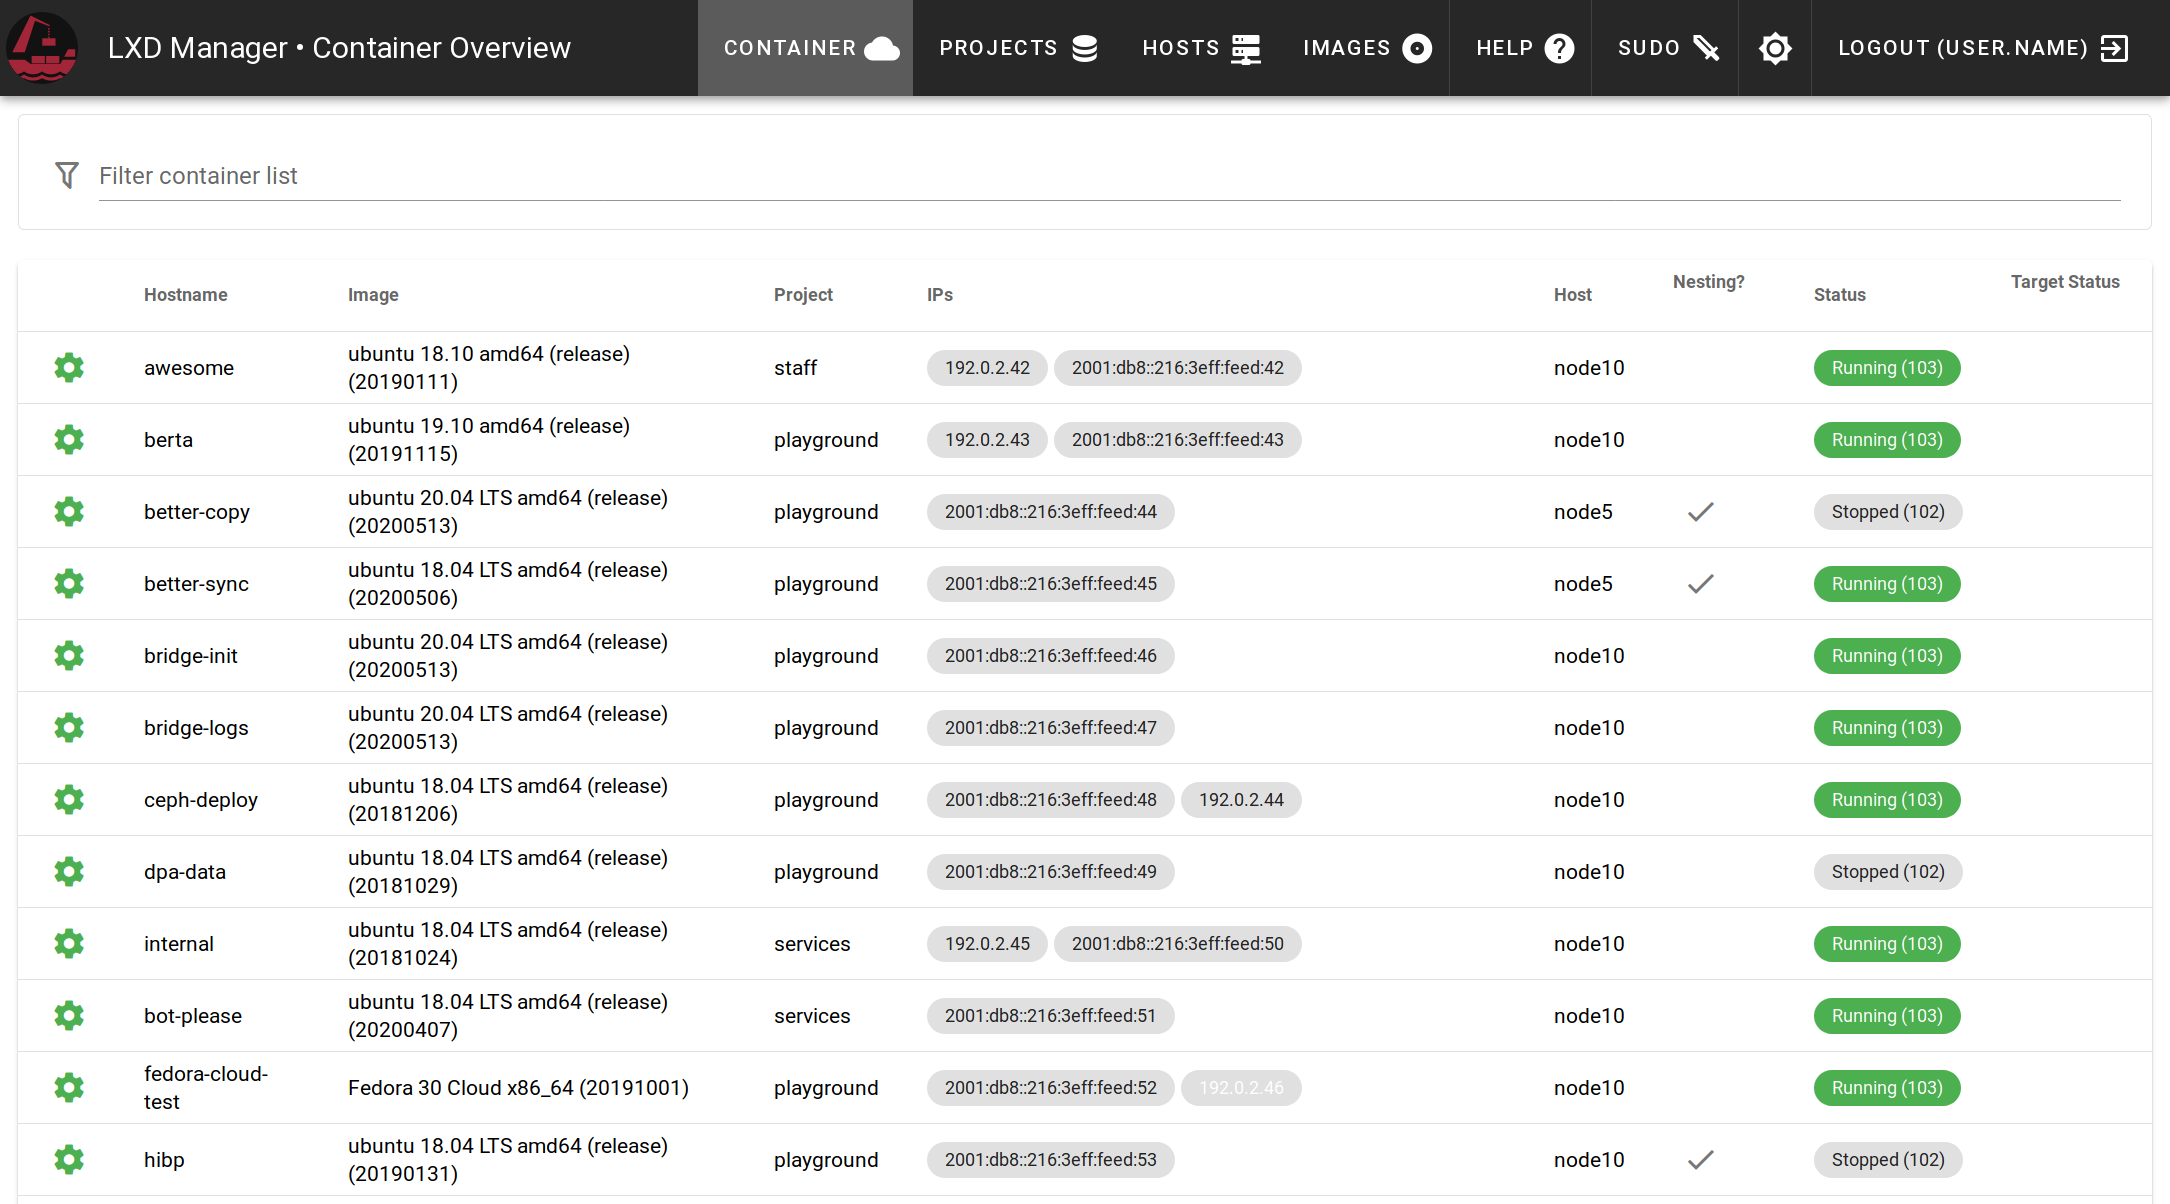 LXD Manager • Container Overview
CONTAINER
PROJECTS
HOSTS
IMAGES
HELP
SUDO
LOGOUT (USER.NAME)
Filter container list
Hostname Image Project IPs Host Nesting? Status Target Status
awesome ubuntu 18.10 amd64 (release) staff 192.0.2.42 2001:db8::216:3eff:feed:42 node10 Running (103)
(20190111)
berta ubuntu 19.10 amd64 (release) playground 192.0.2.43 2001:db8::216:3eff:feed:43 node10 Running (103)
(20191115)
better-copy ubuntu 20.04 LTS amd64 (release) playground 2001:db8::216:3eff:feed:44 node5 Stopped (102)
(20200513)
better-sync ubuntu 18.04 LTS amd64 (release) playground 2001:db8::216:3eff:feed:45 node5 Running (103)
(20200506)
bridge-init ubuntu 20.04 LTS amd64 (release) playground 2001:db8::216:3eff:feed:46 node10 Running (103)
(20200513)
bridge-logs ubuntu 20.04 LTS amd64 (release) playground 2001:db8::216:3eff:feed:47 node10 Running (103)
(20200513)
ceph-deploy ubuntu 18.04 LTS amd64 (release) playground 2001:db8::216:3eff:feed:48 192.0.2.44 node10 Running (103)
(20181206)
dpa-data ubuntu 18.04 LTS amd64 (release) playground 2001:db8::216:3eff:feed:49 node10 Stopped (102)
(20181029)
internal ubuntu 18.04 LTS amd64 (release) services 192.0.2.45 2001:db8::216:3eff:feed:50 node10 Running (103)
(20181024)
bot-please ubuntu 18.04 LTS amd64 (release) services 2001:db8::216:3eff:feed:51 node10 Running (103)
(20200407)
fedora-cloud-
test Fedora 30 Cloud x86_64 (20191001) playground 2001:db8::216:3eff:feed:52 192.0.2.46 node10 Running (103)
hibp ubuntu 18.04 LTS amd64 (release) playground 2001:db8::216:3eff:feed:53 node10 Stopped (102)
(20190131)